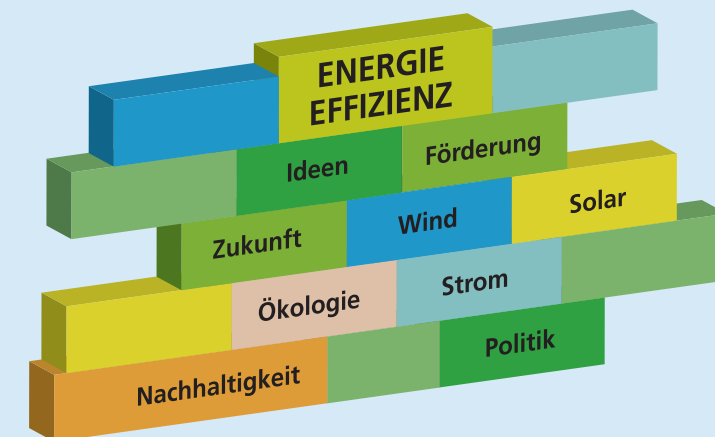 ENERGIE
EFFIZIENZ
Ideen
Förderung
Zukunft
Wind
Solar
Ökologie
Strom
Nachhaltigkeit
Politik